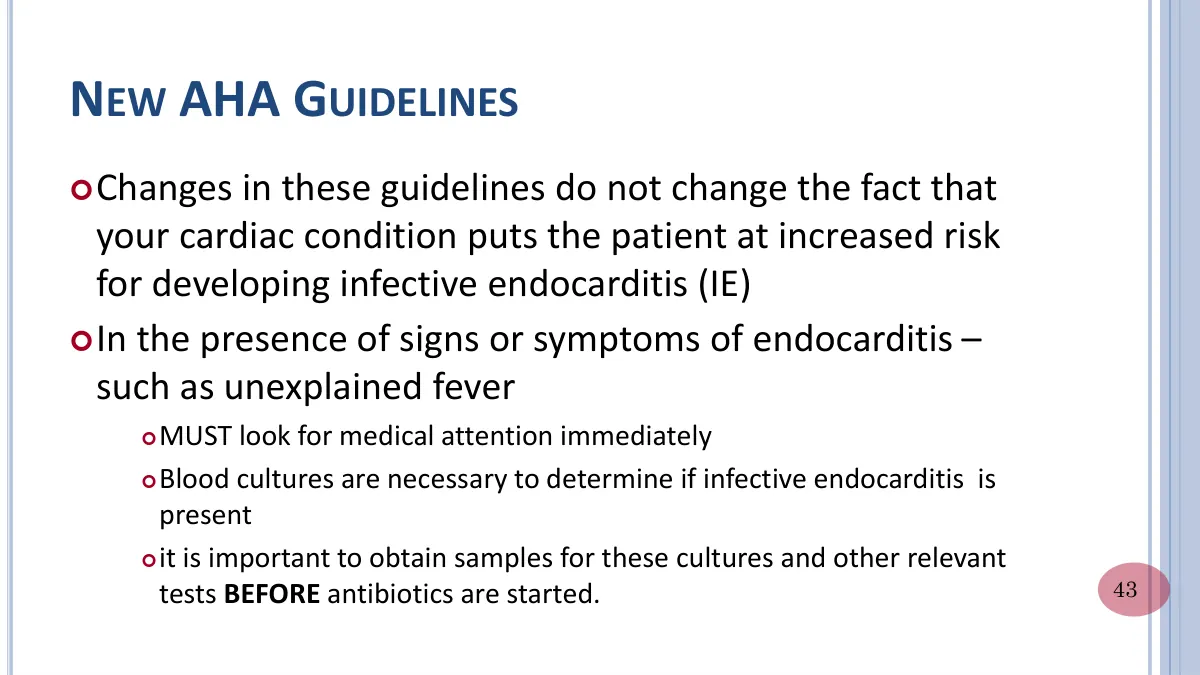 NEW AHA GUIDELINES
Changes in these guidelines do not change the fact that
your cardiac condition puts the patient at increased risk
for developing infective endocarditis (IE)
In the presence of signs or symptoms of endocarditis –
such as unexplained fever
MUST look for medical attention immediately
Blood cultures are necessary to determine if infective endocarditis  is
present
it is important to obtain samples for these cultures and other relevant
tests BEFORE antibiotics are started.
43